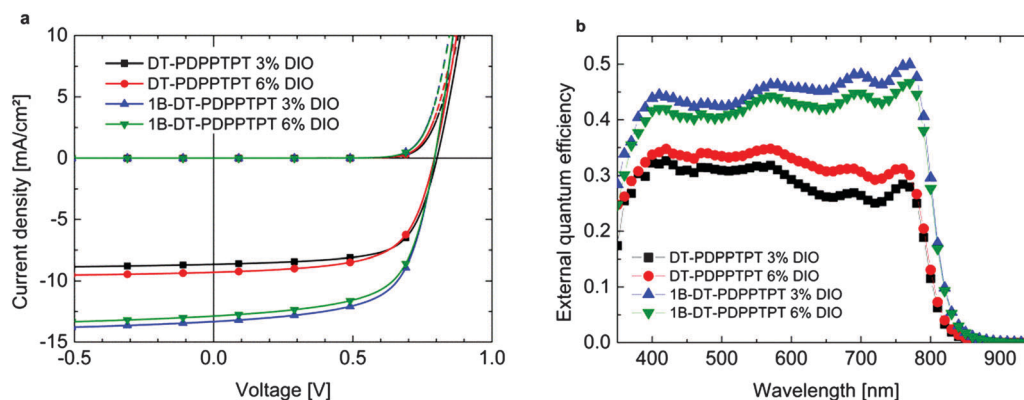 a
10
5
0
-5
-10
-15
Current density [mA/cm²]
DT-PDPPTPT 3% DIO
DT-PDPPTPT 6% DIO
1B-DT-PDPPTPT 3% DIO
1B-DT-PDPPTPT 6% DIO
-0.5
0.0
0.5
1.0
Voltage [V]
b
0.5
0.4
0.3
0.2
0.1
0.0
External quantum efficiency
DT-PDPPTPT 3% DIO
DT-PDPPTPT 6% DIO
1B-DT-PDPPTPT 3% DIO
1B-DT-PDPPTPT 6% DIO
400
500
600
700
800
900
Wavelength [nm]